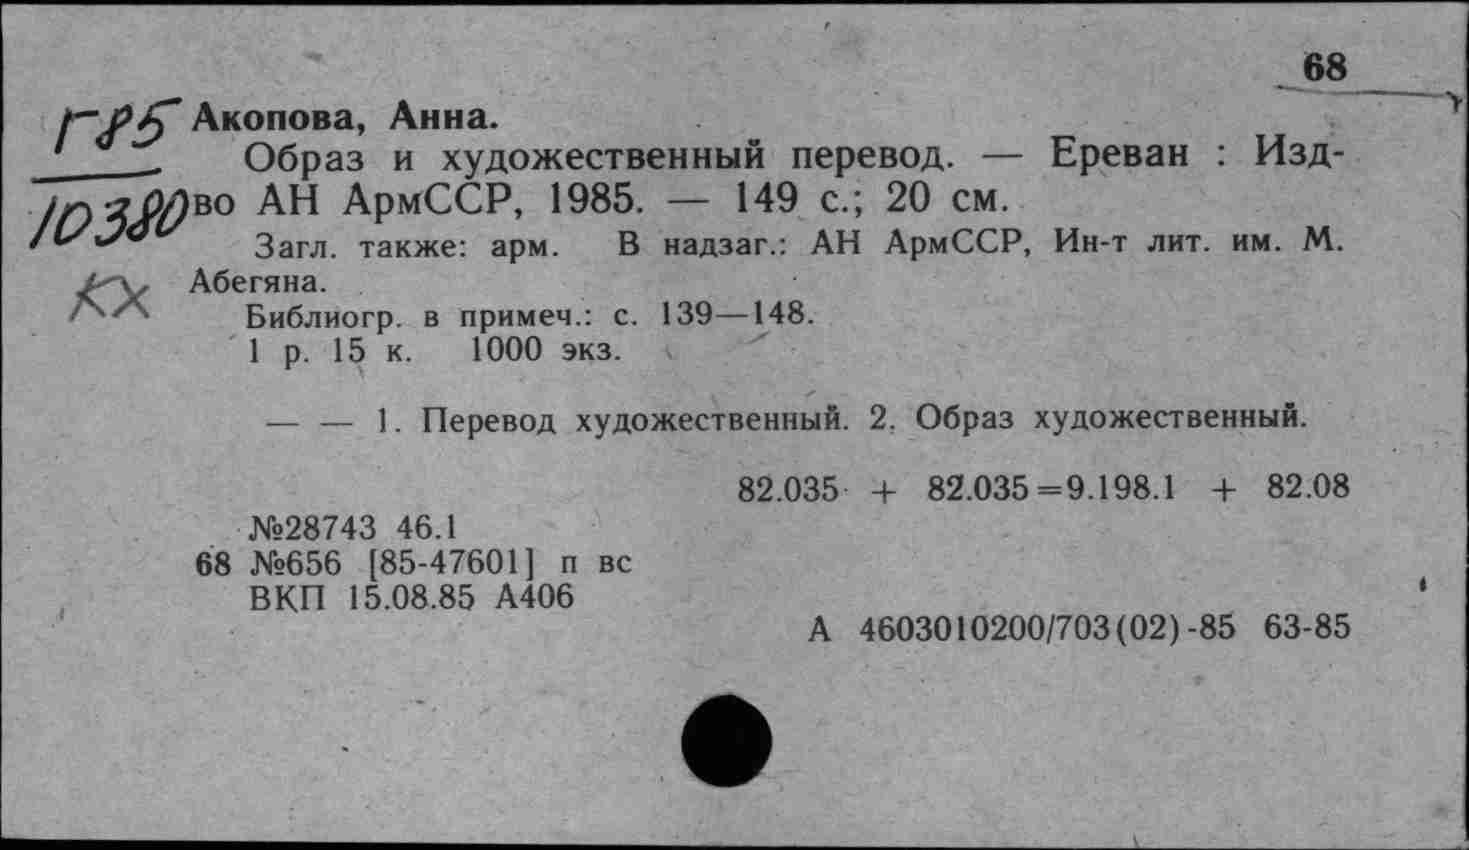 68
Г85 Акопова, Анна.
Образ и художественный перевод. — Ереван : Изд-
10380 во АН АрмССР, 1985. — 149 с.; 20 см.
Загл. также: арм. В надзаг.: АН АрмССР, Ин-т лит. им. М.
КХ Абегяна.
Библиогр. в примеч.: с. 139—148.
1 р. 15 к. 1000 экз.
— — 1. Перевод художественный. 2. Образ художественный.
82.035 + 82.035=9.198.1 + 82.08
№28743 46.1
68 №656 [85-47601] п вс
ВКП 15.08.85 А406
А 4603010200/703(02)-85 63-85